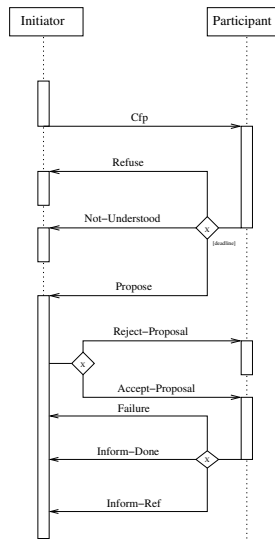 Initiator Participant
Cfp
Refuse
x
Not-Understood
[deadline]
Propose
Reject-Proposal
x
Accept-Proposal
Failure
Inform-Done
x
Inform-Ref